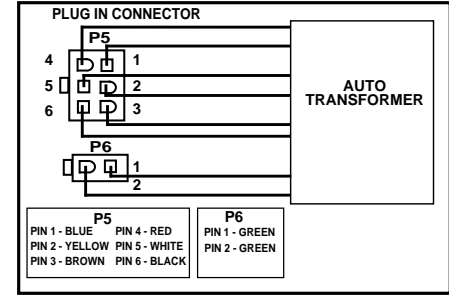 PLUG IN CONNECTOR
P5
4 1
5 2
6 3
AUTO
TRANSFORMER
P6
1
2
P5
PIN 1 - BLUE PIN 4 - RED
PIN 2 - YELLOW PIN 5 - WHITE
PIN 3 - BROWN PIN 6 - BLACK
P6
PIN 1 - GREEN
PIN 2 - GREEN